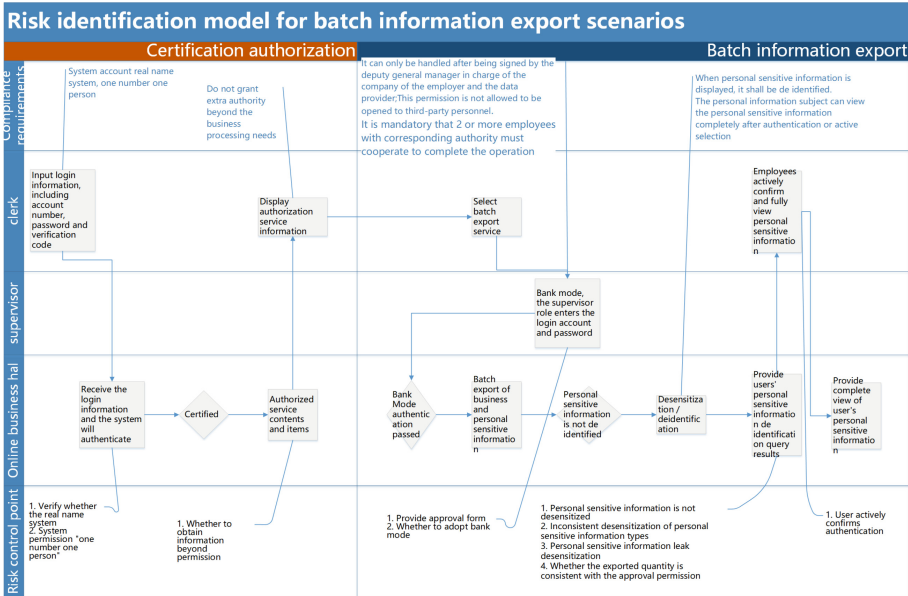 Risk identification model for batch information export scenarios
Certification authorization
Batch information export
Compliance
requirements
System account real name
system, one number one
person
Do not grant
extra authority
beyond the
business
processing needs
It can only be handled after being signed by the
deputy general manager in charge of the
company of the employer and the data
provider;This permission is not allowed to be
opened to third-party personnel.
It is mandatory that 2 or more employees
with corresponding authority must
cooperate to complete the operation
When personal sensitive information is
displayed, it shall be de identified.
The personal information subject can view
the personal sensitive information
completely after authentication or active
selection
clerk
Input login
information,
including
account
number,
password and
verification
code
Display
authorization
service
information
Select
batch
export
service
Employees
actively
confirm
and fully
view
personal
sensitive
informatio
n
supervisor
Bank mode,
the supervisor
role enters the
login account
and password
Online business hal
Receive the
login
information
and the system
will
authenticate
Certified
Authorized
service
contents
and items
Bank
Mode
authentic
ation
passed
Batch
export of
business
and
personal
sensitive
informatio
n
Personal
sensitive
information
is not de
identified
Desensitiza
tion /
deidentific
ation
Provide
users'
personal
sensitive
informatio
n de
identificati
on query
results
Provide
complete
view of
user's
personal
sensitive
informatio
n
Risk control point
1. Verify whether
the real name
system
2. System
permission "one
number one
person"
1. Whether to
obtain
information
beyond
permission
1. Provide approval form
2. Whether to adopt bank
mode
1. Personal sensitive information is not
desensitized
2. Inconsistent desensitization of personal
sensitive information types
3. Personal sensitive information leak
desensitization
4. Whether the exported quantity is
consistent with the approval permission
1. User actively
confirms
authentication